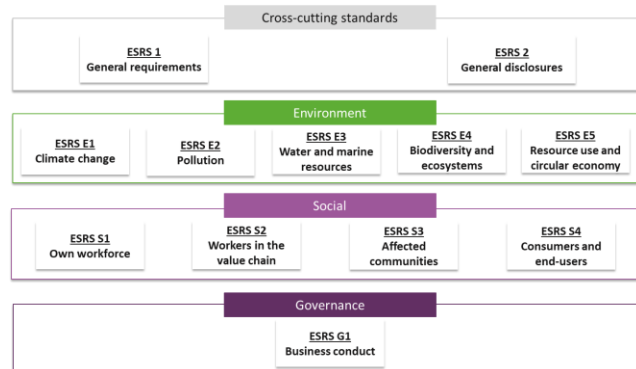 Cross-cutting standards
ESRS 1
General requirements
ESRS 2
General disclosures
Environment
ESRS E1
Climate change
ESRS E2
Pollution
ESRS E3
Water and marine
resources
ESRS E4
Biodiversity and
ecosystems
ESRS E5
Resource use and
circular economy
Social
ESRS S1
Own workforce
ESRS S2
Workers in the
value chain
ESRS S3
Affected
communities
ESRS S4
Consumers and
end-users
Governance
ESRS G1
Business conduct